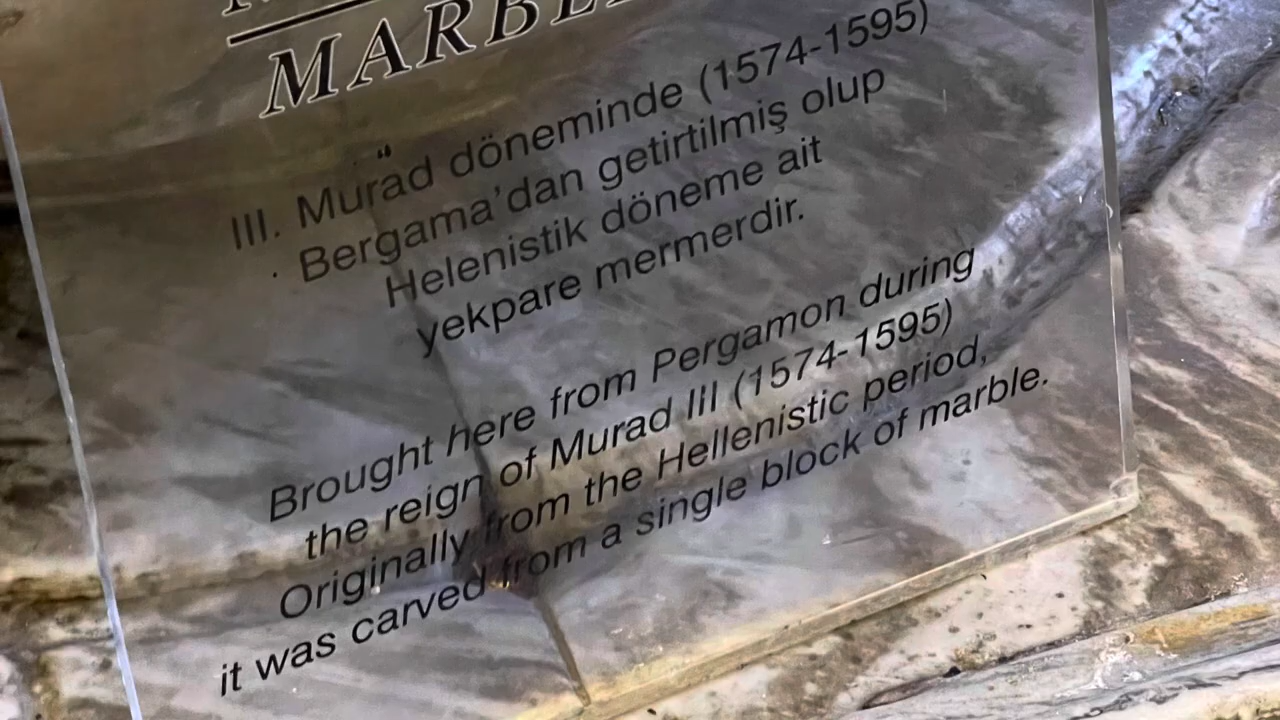 III. Murad döneminde (1574-1595)
Bergama'dan getirtilmiş olup
Helenistik döneme ait
yekpare mermerdir.
Brought here from Pergamon during
the reign of Murad III (1574-1595)
Originally from the Hellenistic period,
it was carved from a single block of marble.